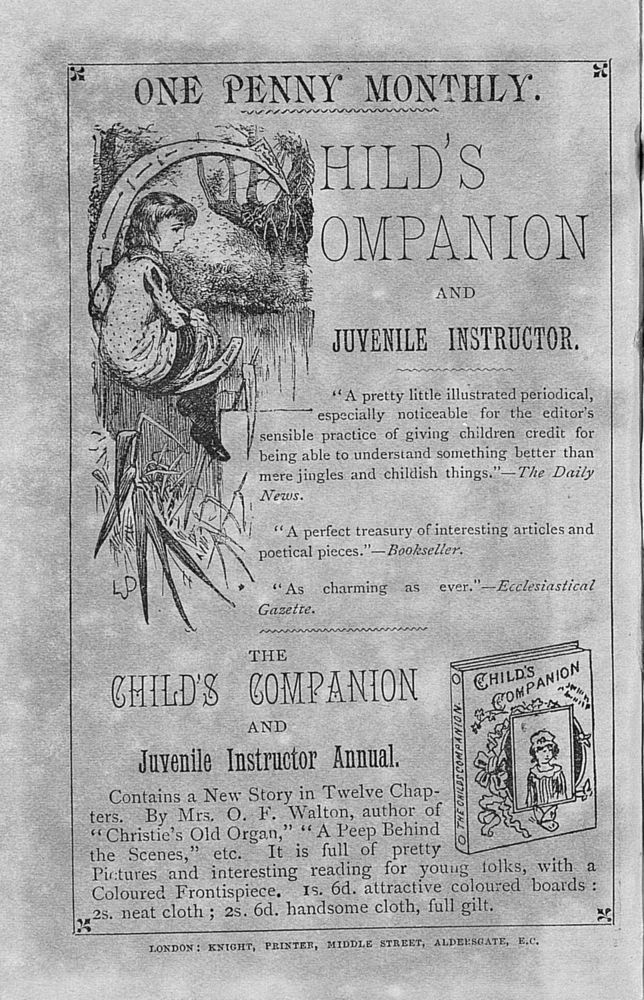 ONE PENNY MONTHLY.
CHILD'S
COMPANION
AND
JUVENILE INSTRUCTOR.
"A pretty little illustrated periodical,
especially noticeable for the editor's
sensible practice of giving children credit for
being able to understand something better than
mere jingles and childish things."—The Daily
News.
"A perfect treasury of interesting articles and
poetical pieces."—Bookseller.
"As charming as ever."—Ecclesiastical
Gazette.
LP
THE
CHILD'S COMPANION
AND
Juvenile Instructor Annual.
Contains a New Story in Twelve Chap-
ters. By Mrs. O. F. Walton, author of
"Christie's Old Organ," "A Peep Behind
the Scenes," etc. It is full of pretty
Pictures and interesting reading for young folks, with a
Coloured Frontispiece. 1s. 6d. attractive coloured boards :
2s. neat cloth ; 2s. 6d. handsome cloth, full gilt.
CHILD'S
COMPANION
THE CHILDS COMPANION
LONDON: KNIGHT, PRINTER, MIDDLE STREET, ALDERSGATE, E.C.